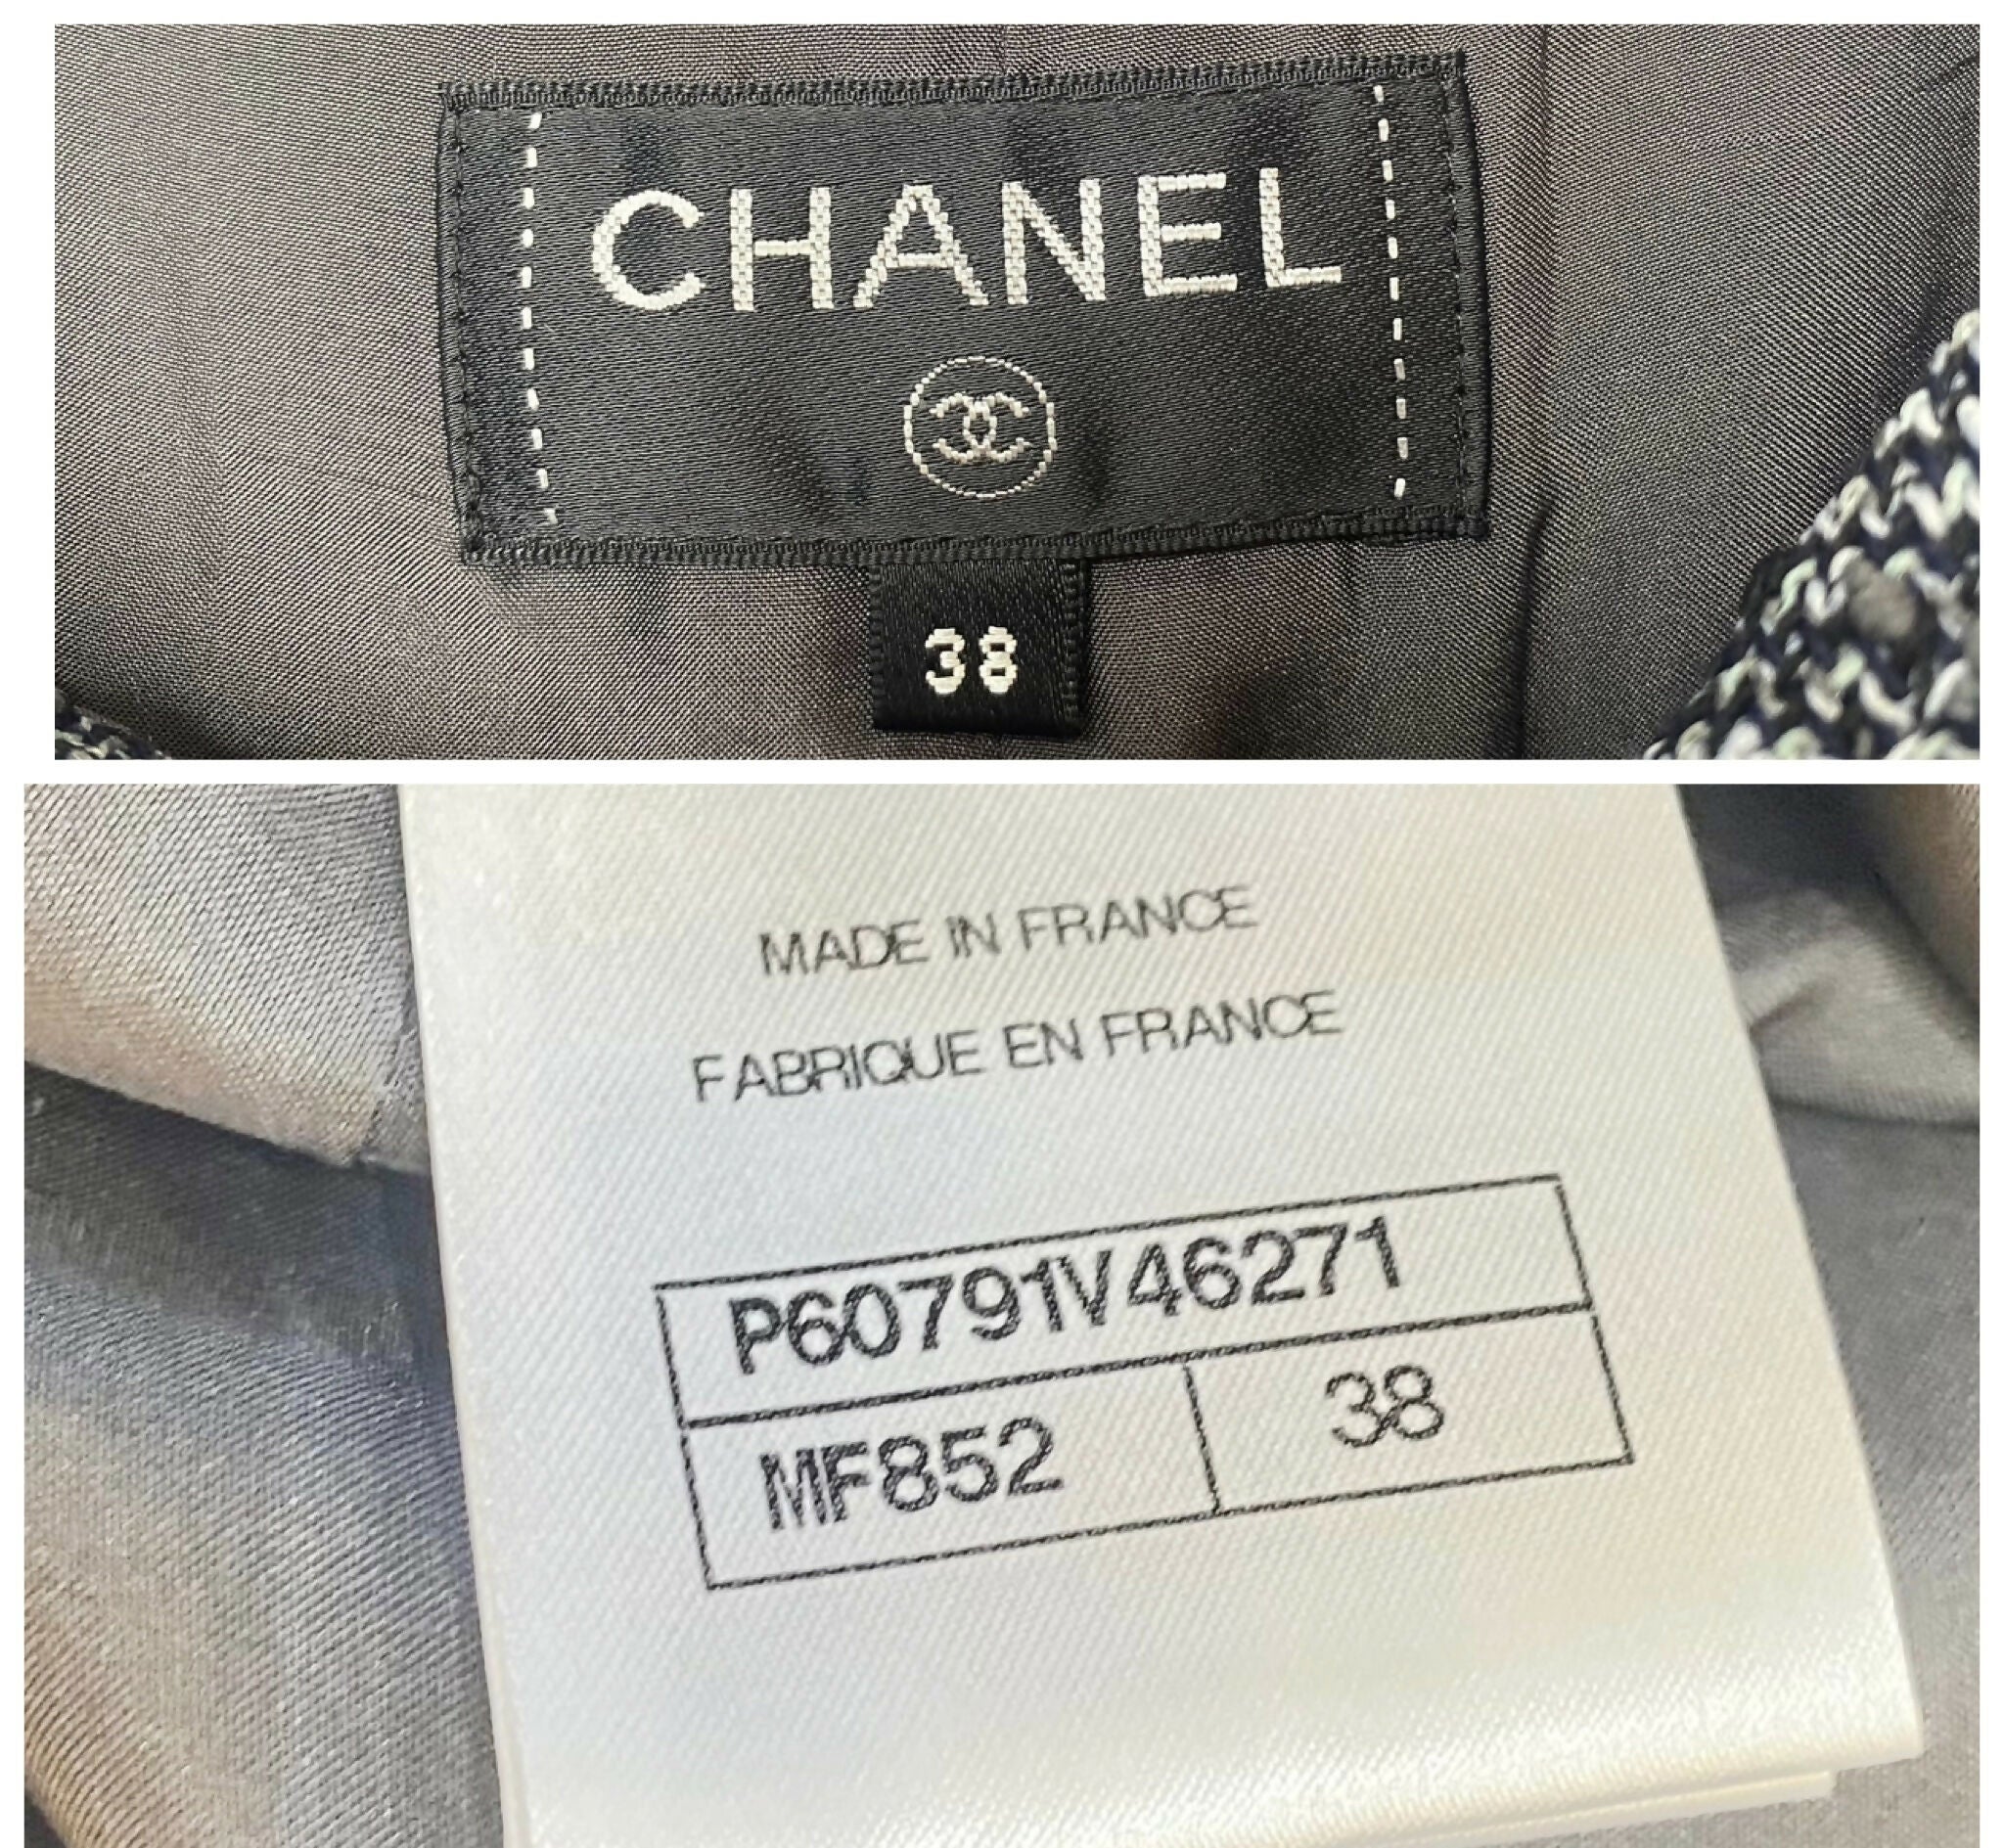 CHANEL
38
MADE IN FRANCE
FABRIQUE EN FRANCE
P60791V46271
MF852 38